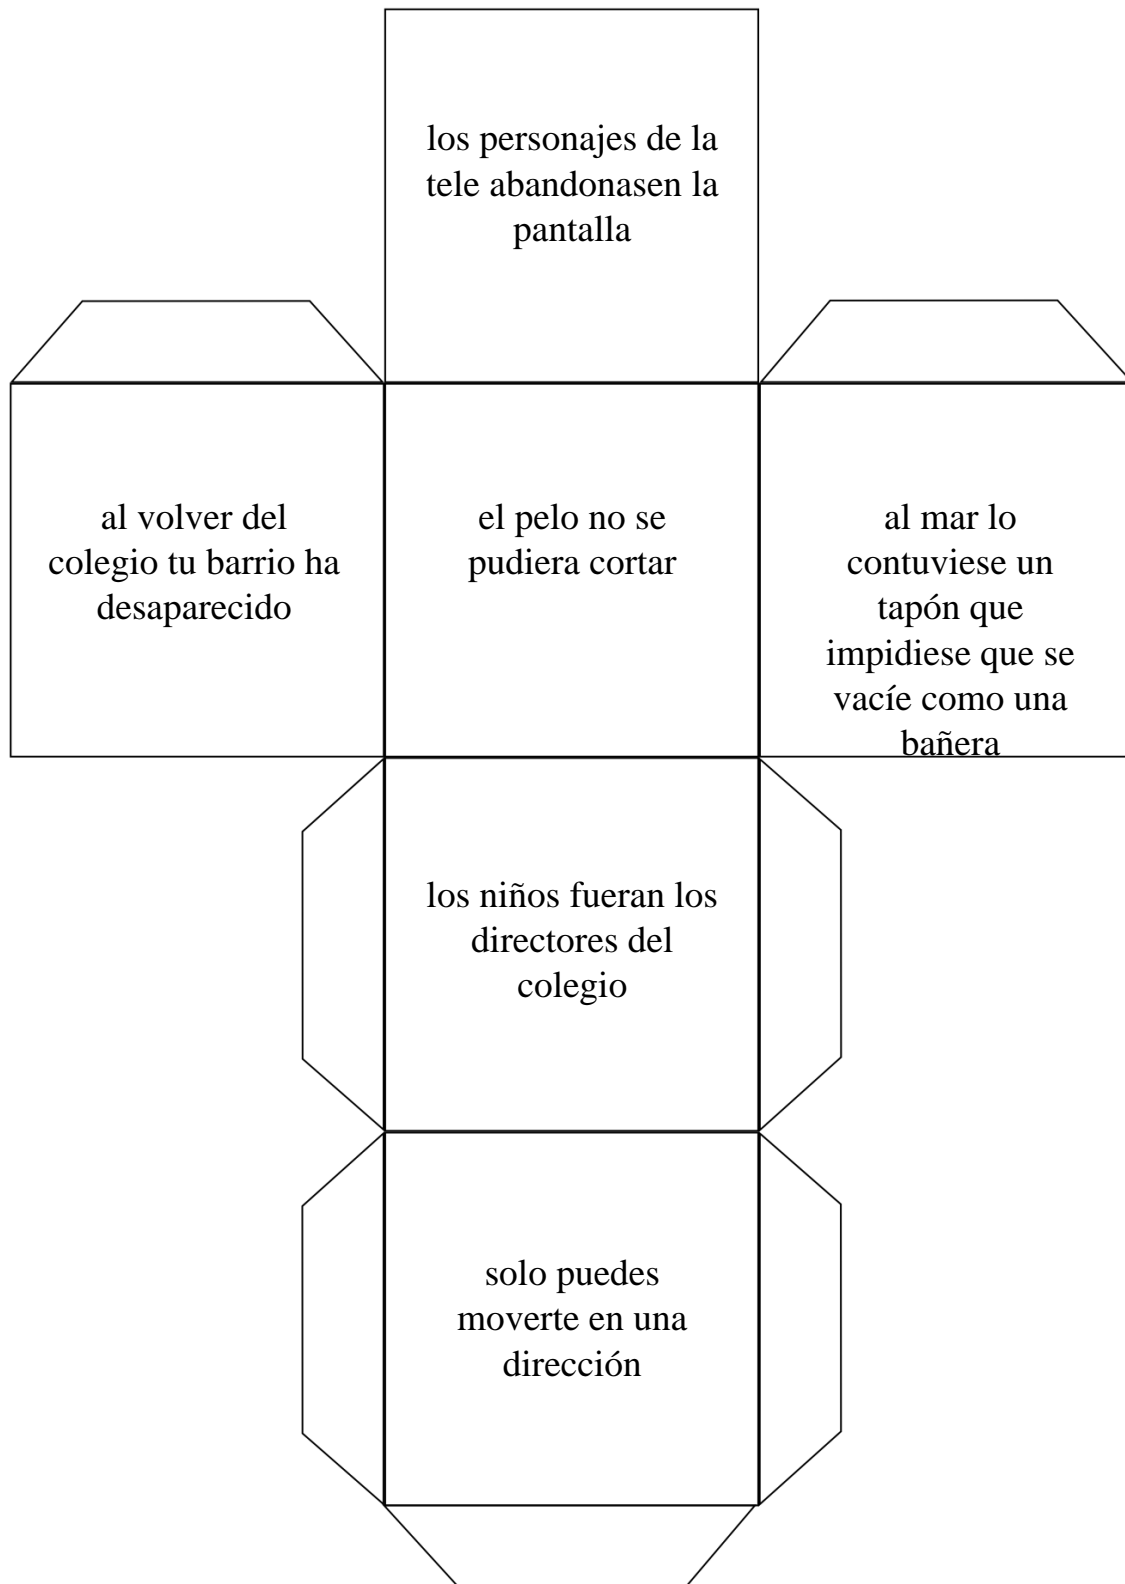 los personajes de la
tele abandonasen la
pantalla
al volver del
colegio tu barrio ha
desaparecido
el pelo no se
pudiera cortar
al mar lo
contuviese un
tapón que
impidiese que se
vacíe como una
bañera
los niños fueran los
directores del
colegio
solo puedes
moverte en una
dirección